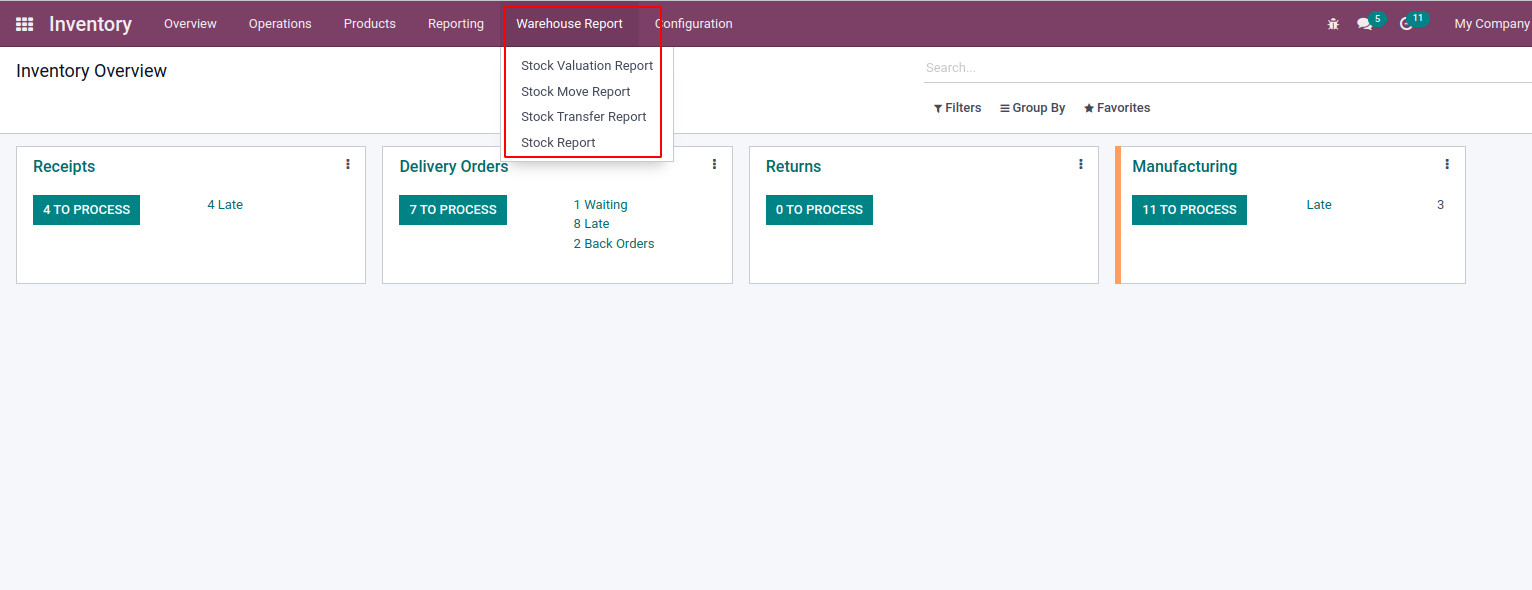 Inventory Overview Operations Products Reporting Warehouse Report Configuration 5 11 My Company
Inventory Overview
Search...
Stock Valuation Report
Stock Move Report
Stock Transfer Report
Stock Report
Filters Group By Favorites
Receipts
4 TO PROCESS
4 Late
Delivery Orders
7 TO PROCESS
1 Waiting
8 Late
2 Back Orders
Returns
0 TO PROCESS
Manufacturing
11 TO PROCESS
Late 3